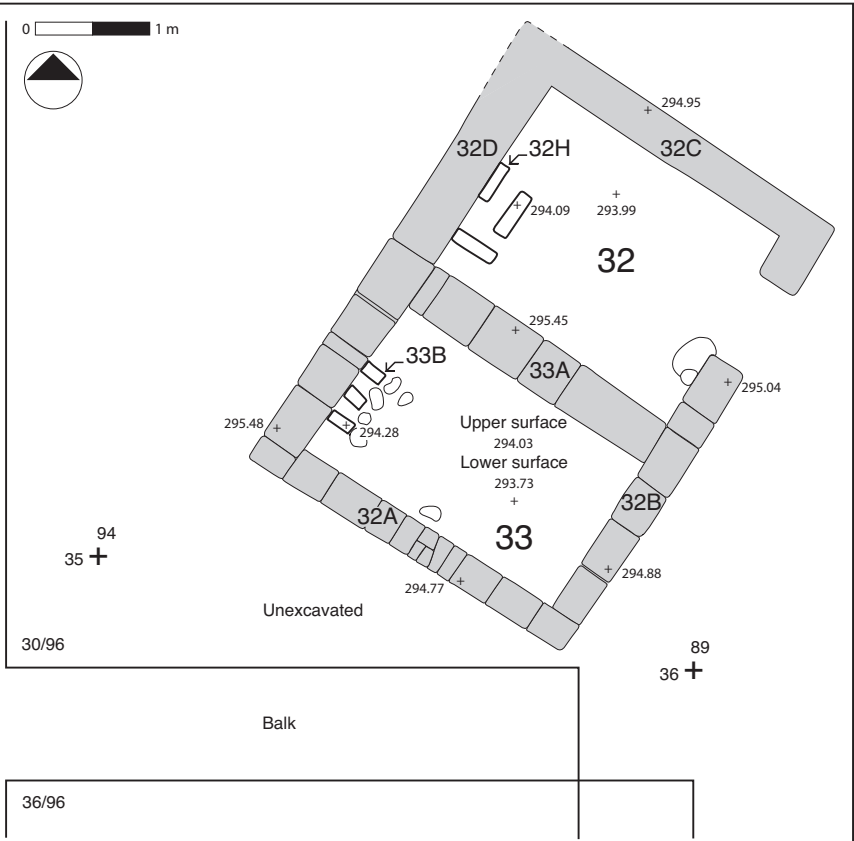 0 1 m
294.95
32D
32H
32C
294.09
293.99
32
295.45
33B
33A
295.04
295.48
294.28
Upper surface
294.03
Lower surface
293.73
32A
32B
33
94
35
294.77
294.88
Unexcavated
30/96
89
36
Balk
36/96